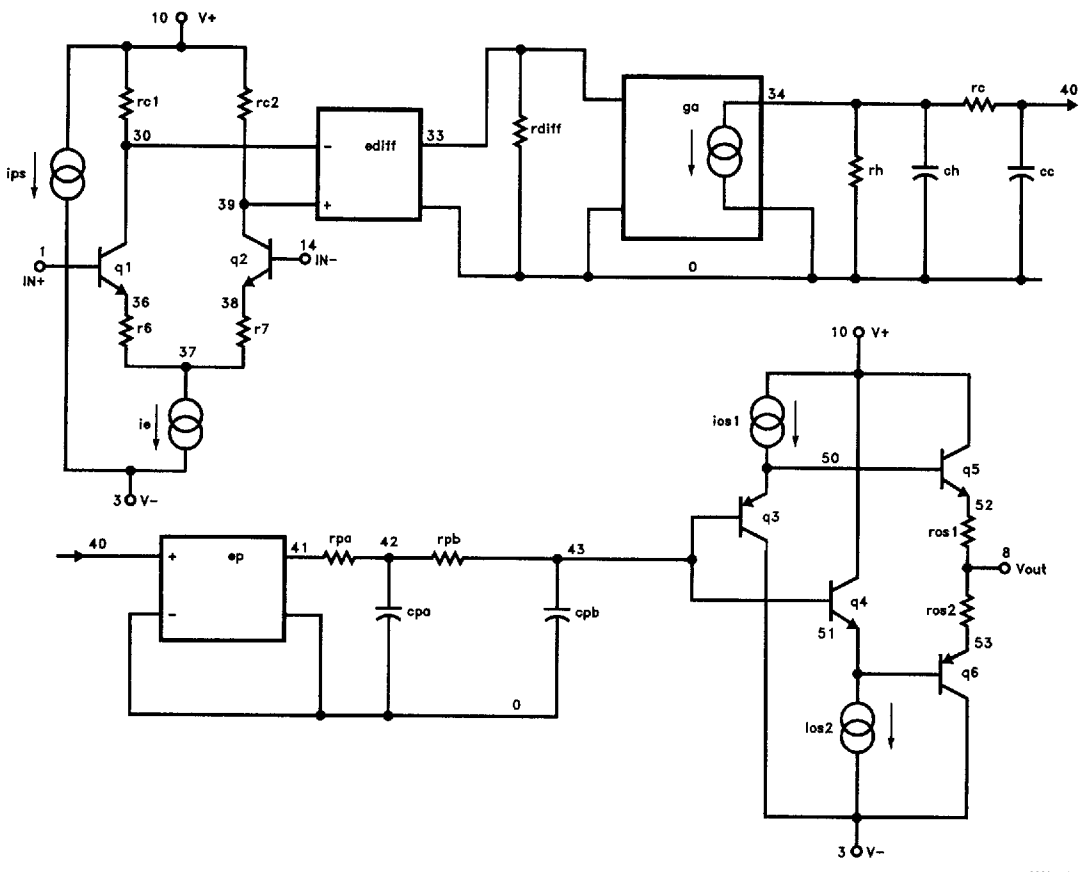 10 V+
rc1
rc2
30
ips
ediff
-
+
33
39
1
IN+
q1
q2
14
IN-
36
38
r6
r7
37
ie
3 V-
rdiff
ga
34
rc
40
rh
ch
cc
0
40
+
-
ep
41
rpa
42
rpb
43
cpa
cpb
0
10 V+
ios1
50
q5
q3
52
ros1
8
Vout
q4
ros2
51
53
q6
Ios2
3 V-